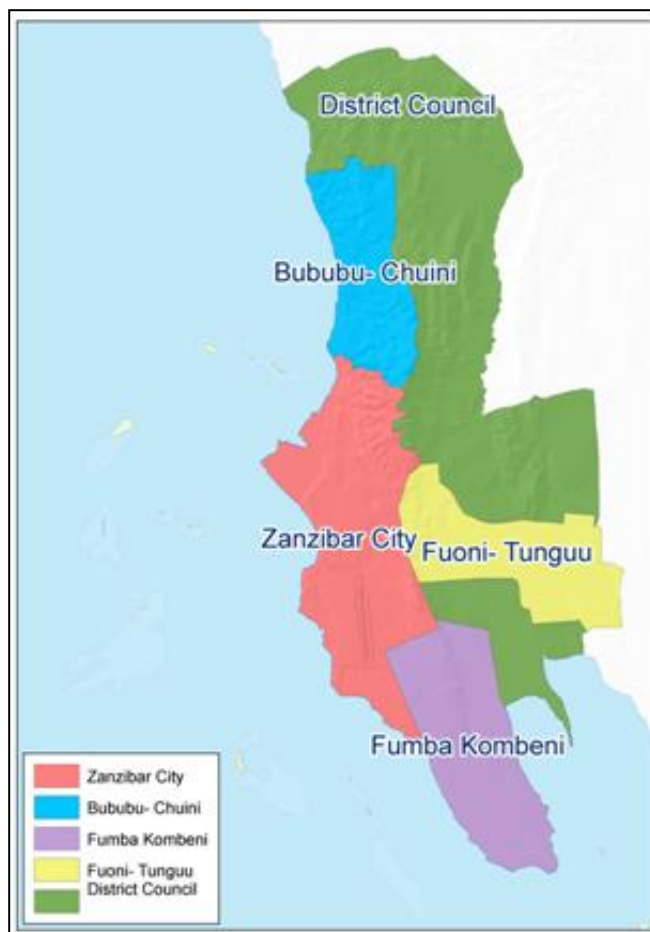 District Council
Bububu- Chuini
Zanzibar City
Fuoni- Tunguu
Fumba Kombeni
Zanzibar City
Bububu- Chuini
Fumba Kombeni
Fuoni- Tunguu
District Council